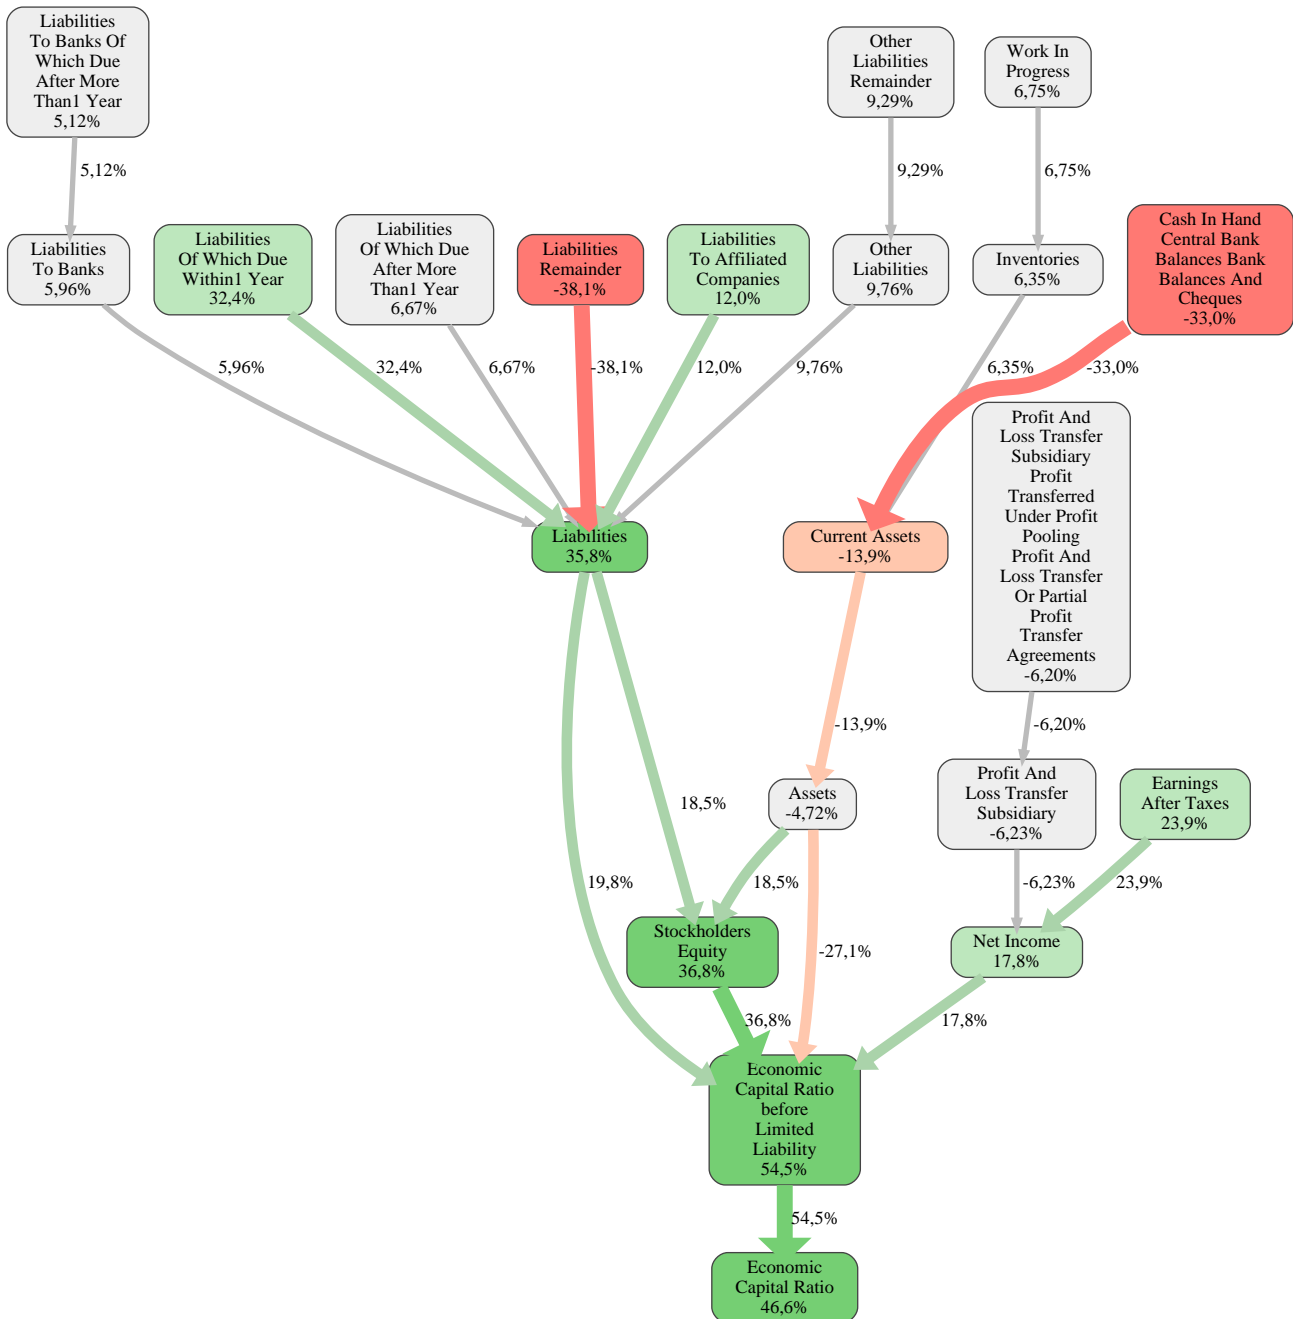 Liabilities
To Banks Of
Which Due
After More
Than1 Year
5,12%
Other
Liabilities
Remainder
9,29%
Work In
Progress
6,75%
5,12%
9,29%
6,75%
Liabilities
To Banks
5,96%
Liabilities
Of Which Due
Within1 Year
32,4%
Liabilities
Of Which Due
After More
Than1 Year
6,67%
Liabilities
Remainder
-38,1%
Liabilities
To Affiliated
Companies
12,0%
Other
Liabilities
9,76%
Inventories
6,35%
Cash In Hand
Central Bank
Balances Bank
Balances And
Cheques
-33,0%
5,96%
32,4%
6,67%
-38,1%
12,0%
9,76%
6,35%
-33,0%
Liabilities
35,8%
Current Assets
-13,9%
Profit And
Loss Transfer
Subsidiary
Profit
Transferred
Under Profit
Pooling
Profit And
Loss Transfer
Or Partial
Profit
Transfer
Agreements
-6,20%
-13,9%
-6,20%
Assets
-4,72%
Profit And
Loss Transfer
Subsidiary
-6,23%
Earnings
After Taxes
23,9%
18,5%
19,8%
18,5%
-6,23%
23,9%
Stockholders
Equity
36,8%
-27,1%
Net Income
17,8%
36,8%
17,8%
Economic
Capital Ratio
before
Limited
Liability
54,5%
54,5%
Economic
Capital Ratio
46,6%